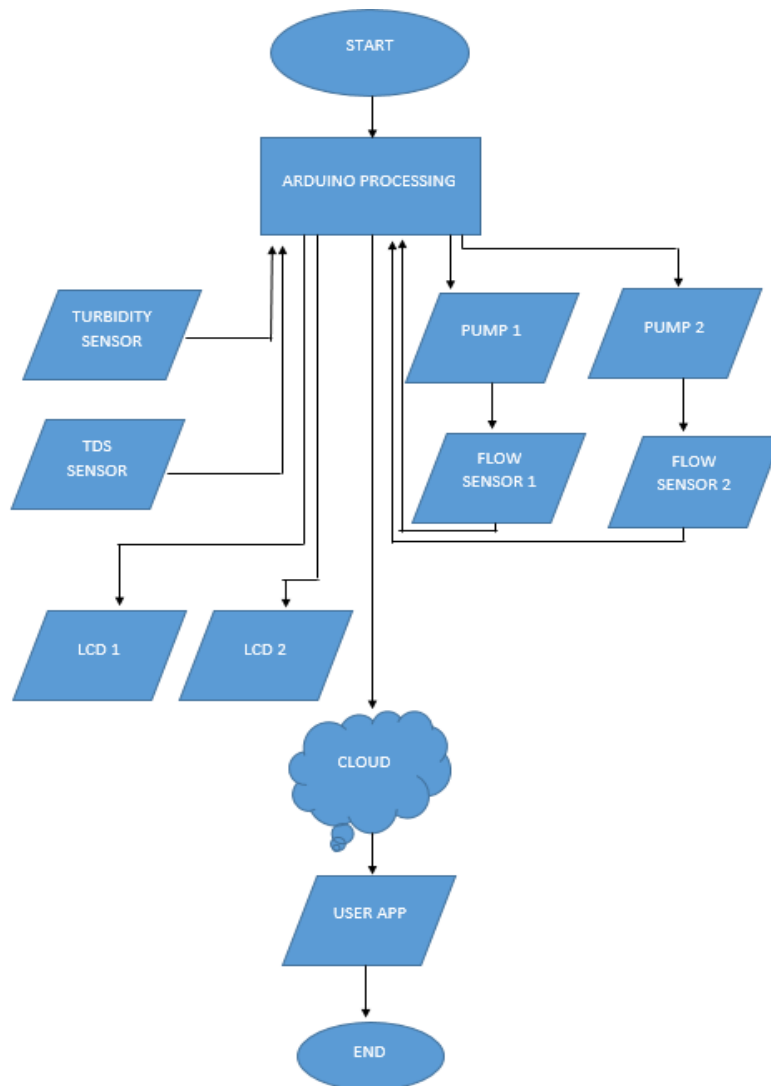 START
ARDUINO PROCESSING
TURBIDITY
SENSOR
PUMP 1
PUMP 2
TDS
SENSOR
FLOW
SENSOR 1
FLOW
SENSOR 2
LCD 1
LCD 2
CLOUD
USER APP
END